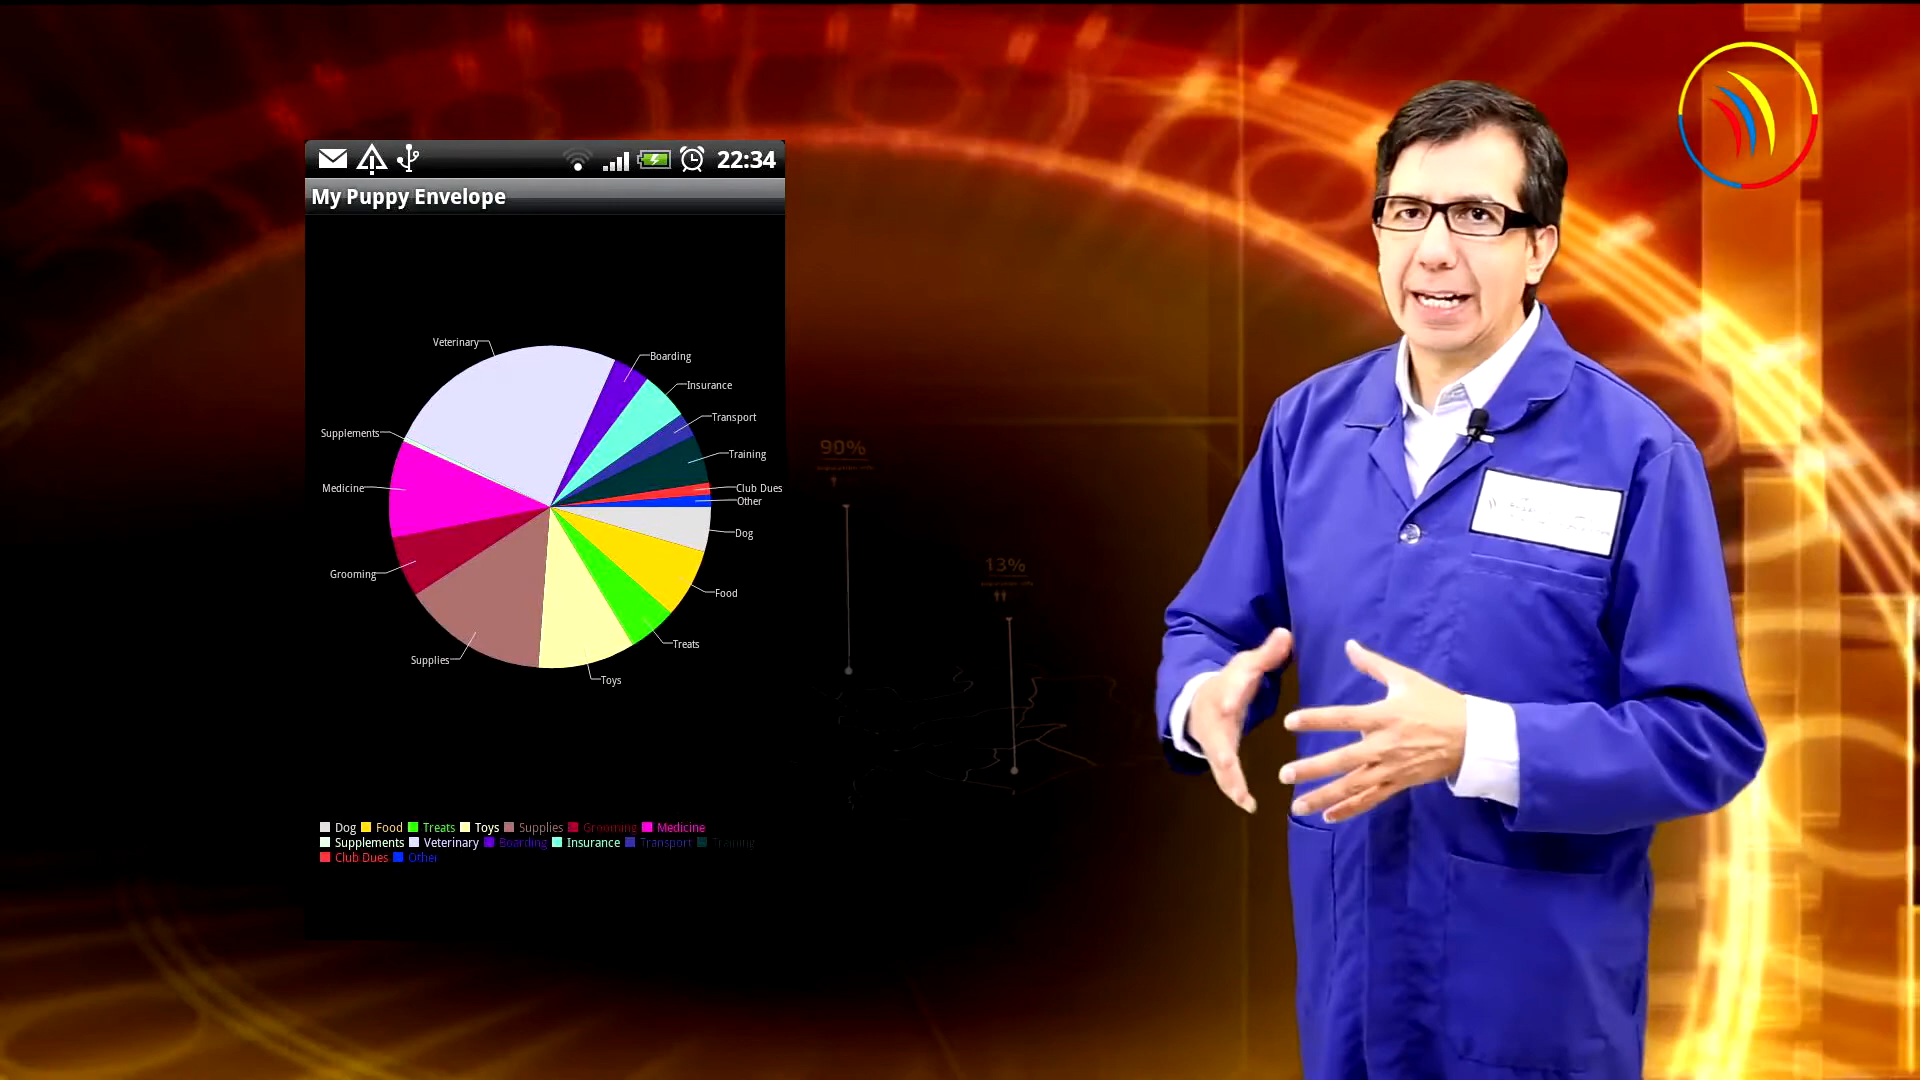 22:34
My Puppy Envelope
Veterinary
Boarding
Insurance
Transport
Supplements
Training
Medicine
Club Dues
Other
Dog
Grooming
Food
Treats
Supplies
Toys
90%
13%
Dog Food Treats Toys Supplies Grooming Medicine
Supplements Veterinary Boarding Insurance Transport Training
Club Dues Other